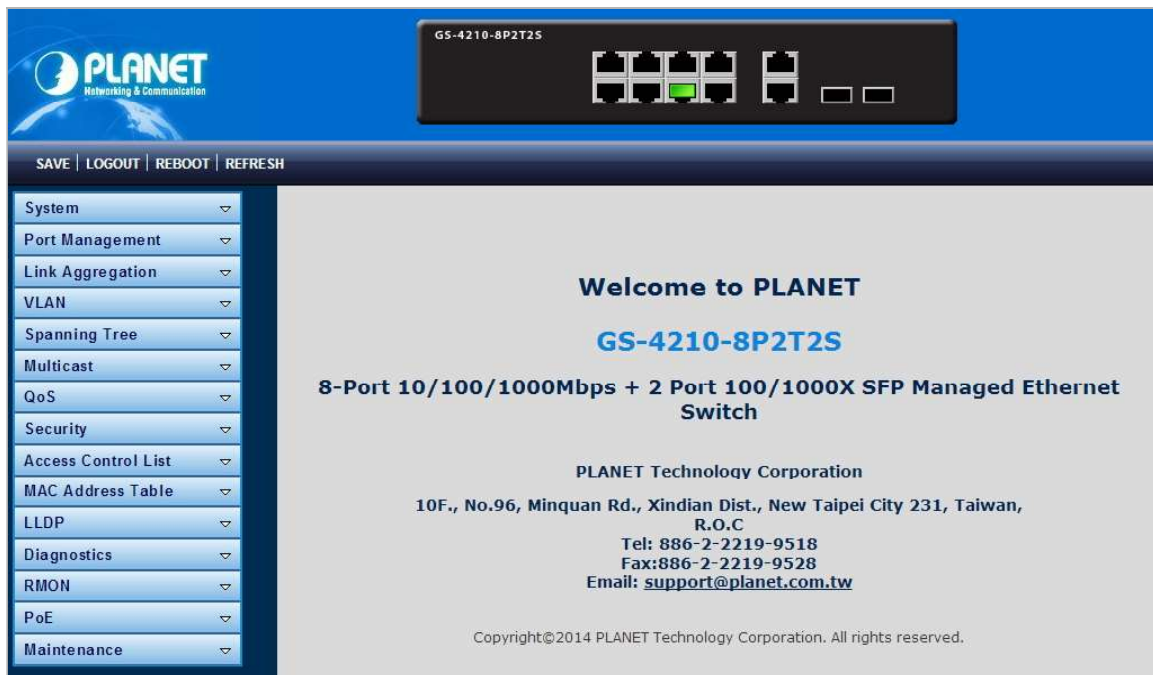 GS-4210-8P2T2S
PLANET
Networking & Communication
SAVE | LOGOUT | REBOOT | REFRESH
System
Port Management
Link Aggregation
VLAN
Spanning Tree
Multicast
QoS
Security
Access Control List
MAC Address Table
LLDP
Diagnostics
RMON
PoE
Maintenance
Welcome to PLANET
GS-4210-8P2T2S
8-Port 10/100/1000Mbps + 2 Port 100/1000X SFP Managed Ethernet
Switch
PLANET Technology Corporation
10F., No.96, Minquan Rd., Xindian Dist., New Taipei City 231, Taiwan,
R.O.C
Tel: 886-2-2219-9518
Fax:886-2-2219-9528
Email: support@planet.com.tw
Copyright©2014 PLANET Technology Corporation. All rights reserved.